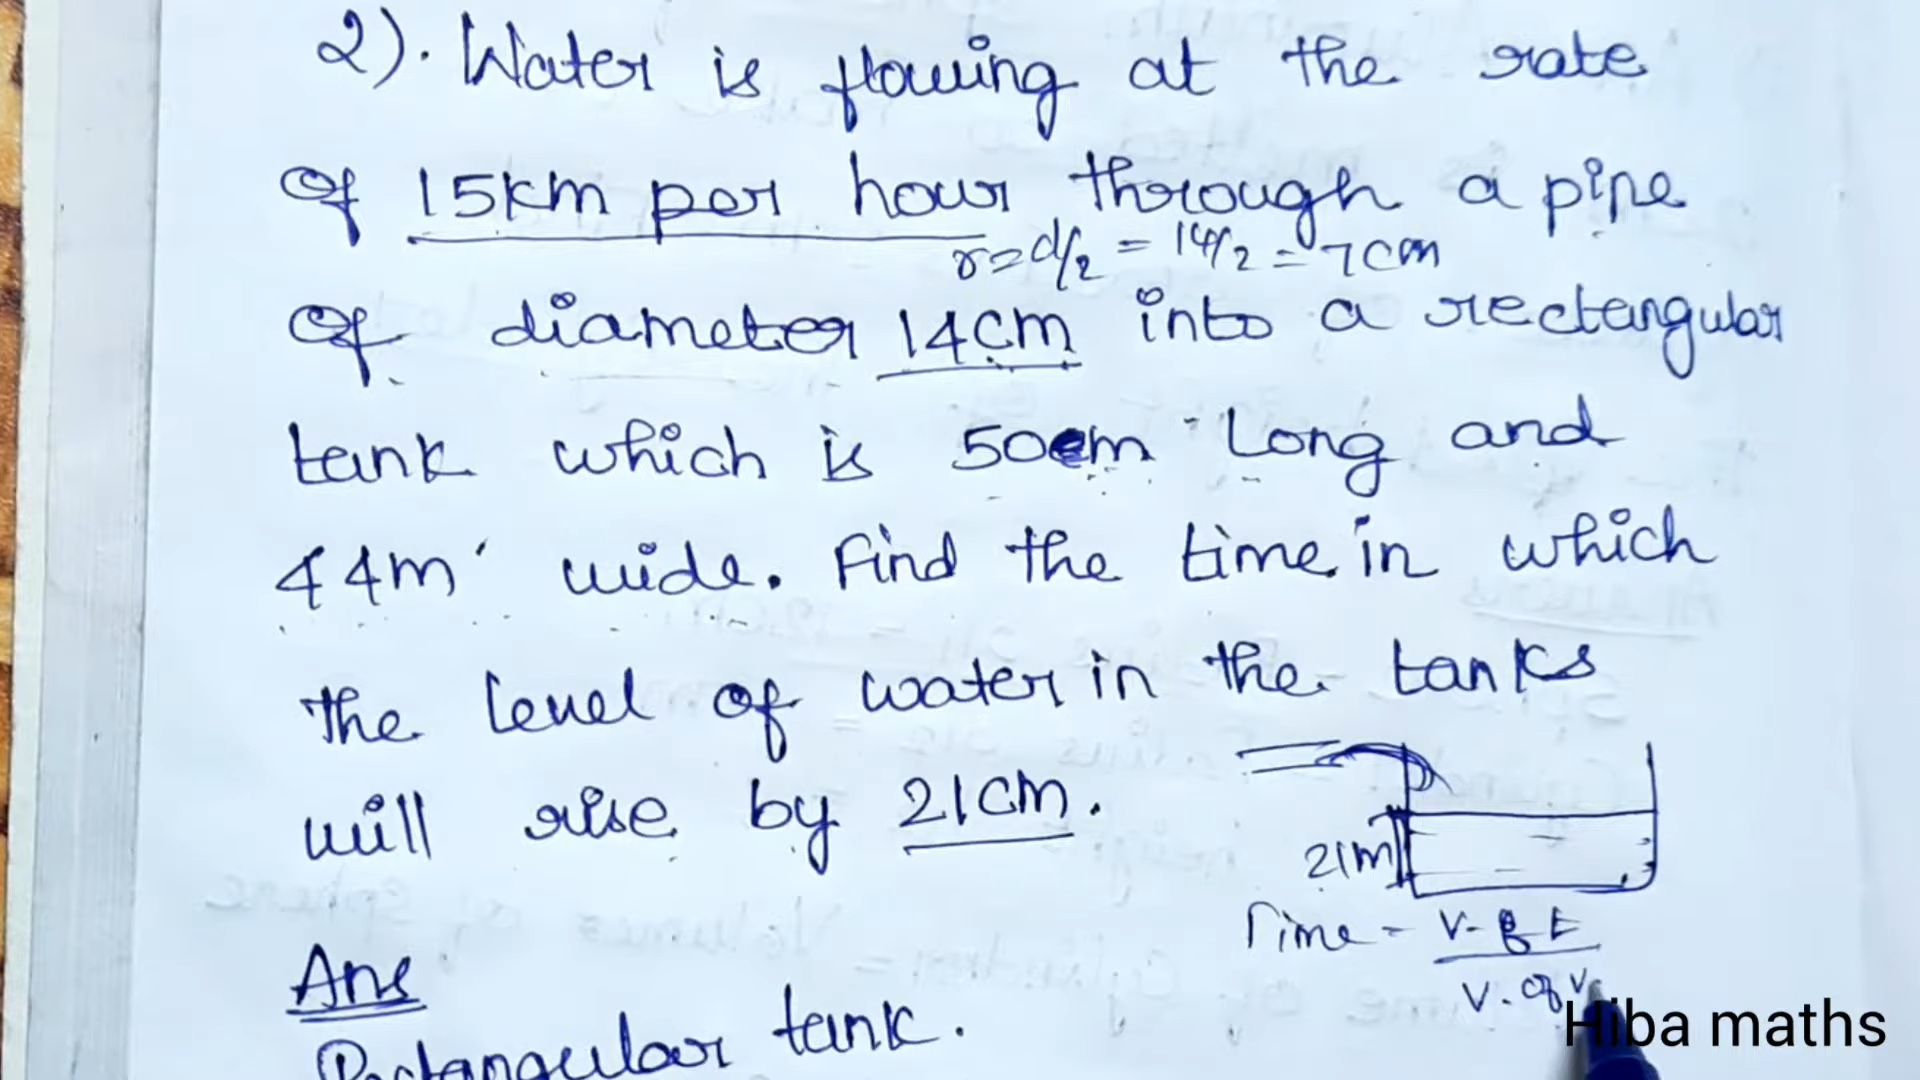 2). Water is flowing at the rate
of 15km per hour through a pipe
r=d/2 = 14/2 = 7cm
of diameter 14cm into a rectangular
tank which is 50m long and
44m wide. Find the time in which
the level of water in the tanks
will rise by 21cm.
21m
Time =
Ans
Rectangular tank.
Hiba maths